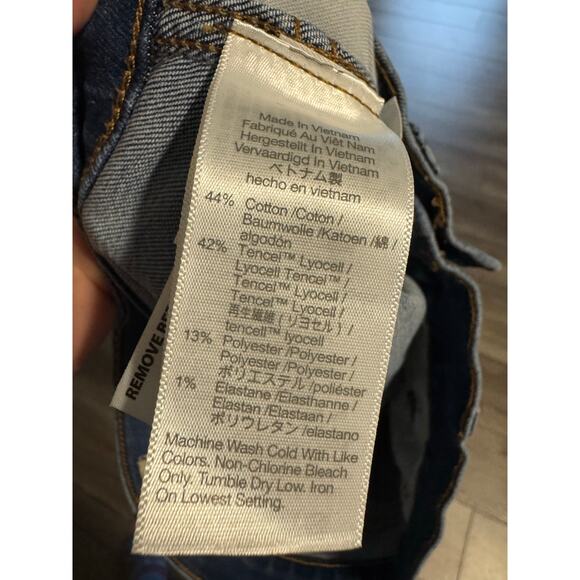 Made In Vietnam
Fabriqué Au Viêt Nam
Hergestellt In Vietnam
Vervaardigd In Vietnam
ベトナム製
hecho en vietnam
44% Cotton /Coton /
Baumwolle /Katoen /綿 /
algodón
42% Tencel™ Lyocell /
Lyocell Tencel™ /
Tencel™ Lyocell /
Tencel™ Lyocell /
再生繊維 (リヨセル) /
tencell™ lyocell
13% Polyester /Polyester /
Polyester /Polyester /
ポリエステル /poliéster
1% Elastane /Elasthanne /
Elastan /Elastaan /
ポリウレタン /elastano
Machine Wash Cold With Like
Colors. Non-Chlorine Bleach
Only. Tumble Dry Low. Iron
On Lowest Setting.
REMOVE